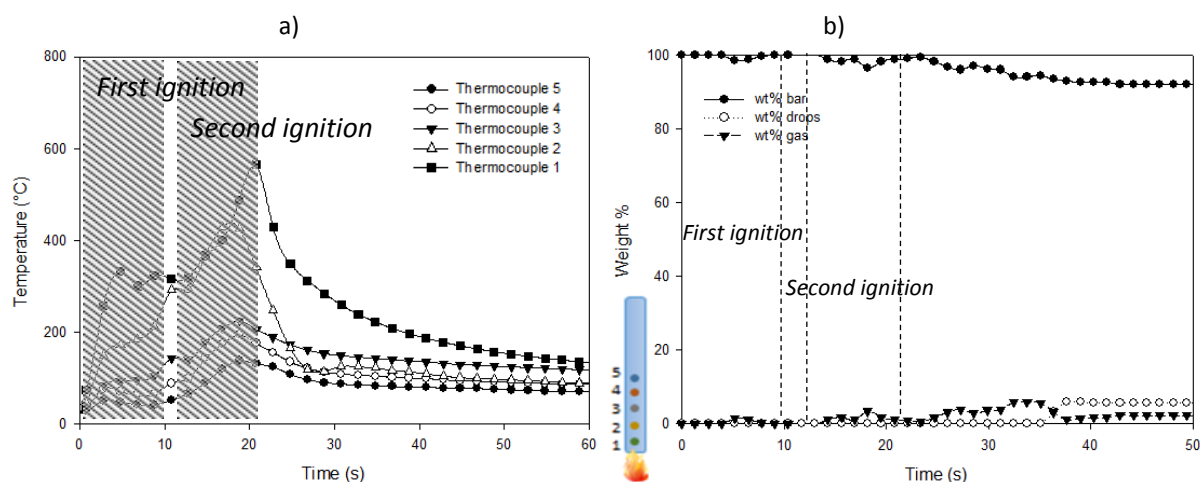 a)
800
600
400
200
0
Temperature (°C)
First ignition
Second ignition
Thermocouple 5
Thermocouple 4
Thermocouple 3
Thermocouple 2
Thermocouple 1
0 10 20 30 40 50 60
Time (s)
b)
100
80
60
40
20
0
Weight %
wt% bar
wt% drops
wt% gas
First ignition
Second ignition
5
4
3
2
1
0 10 20 30 40 50
Time (s)